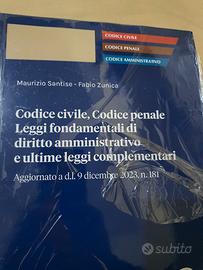 CODICE CIVILE
CODICE PENALE
CODICE AMMINISTRATIVO
Maurizio Santise - Fabio Zunica
Codice civile, Codice penale
Leggi fondamentali di
diritto amministrativo
e ultime leggi complementari
Aggiornato a d.l. 9 dicembre 2023, n. 181
subito